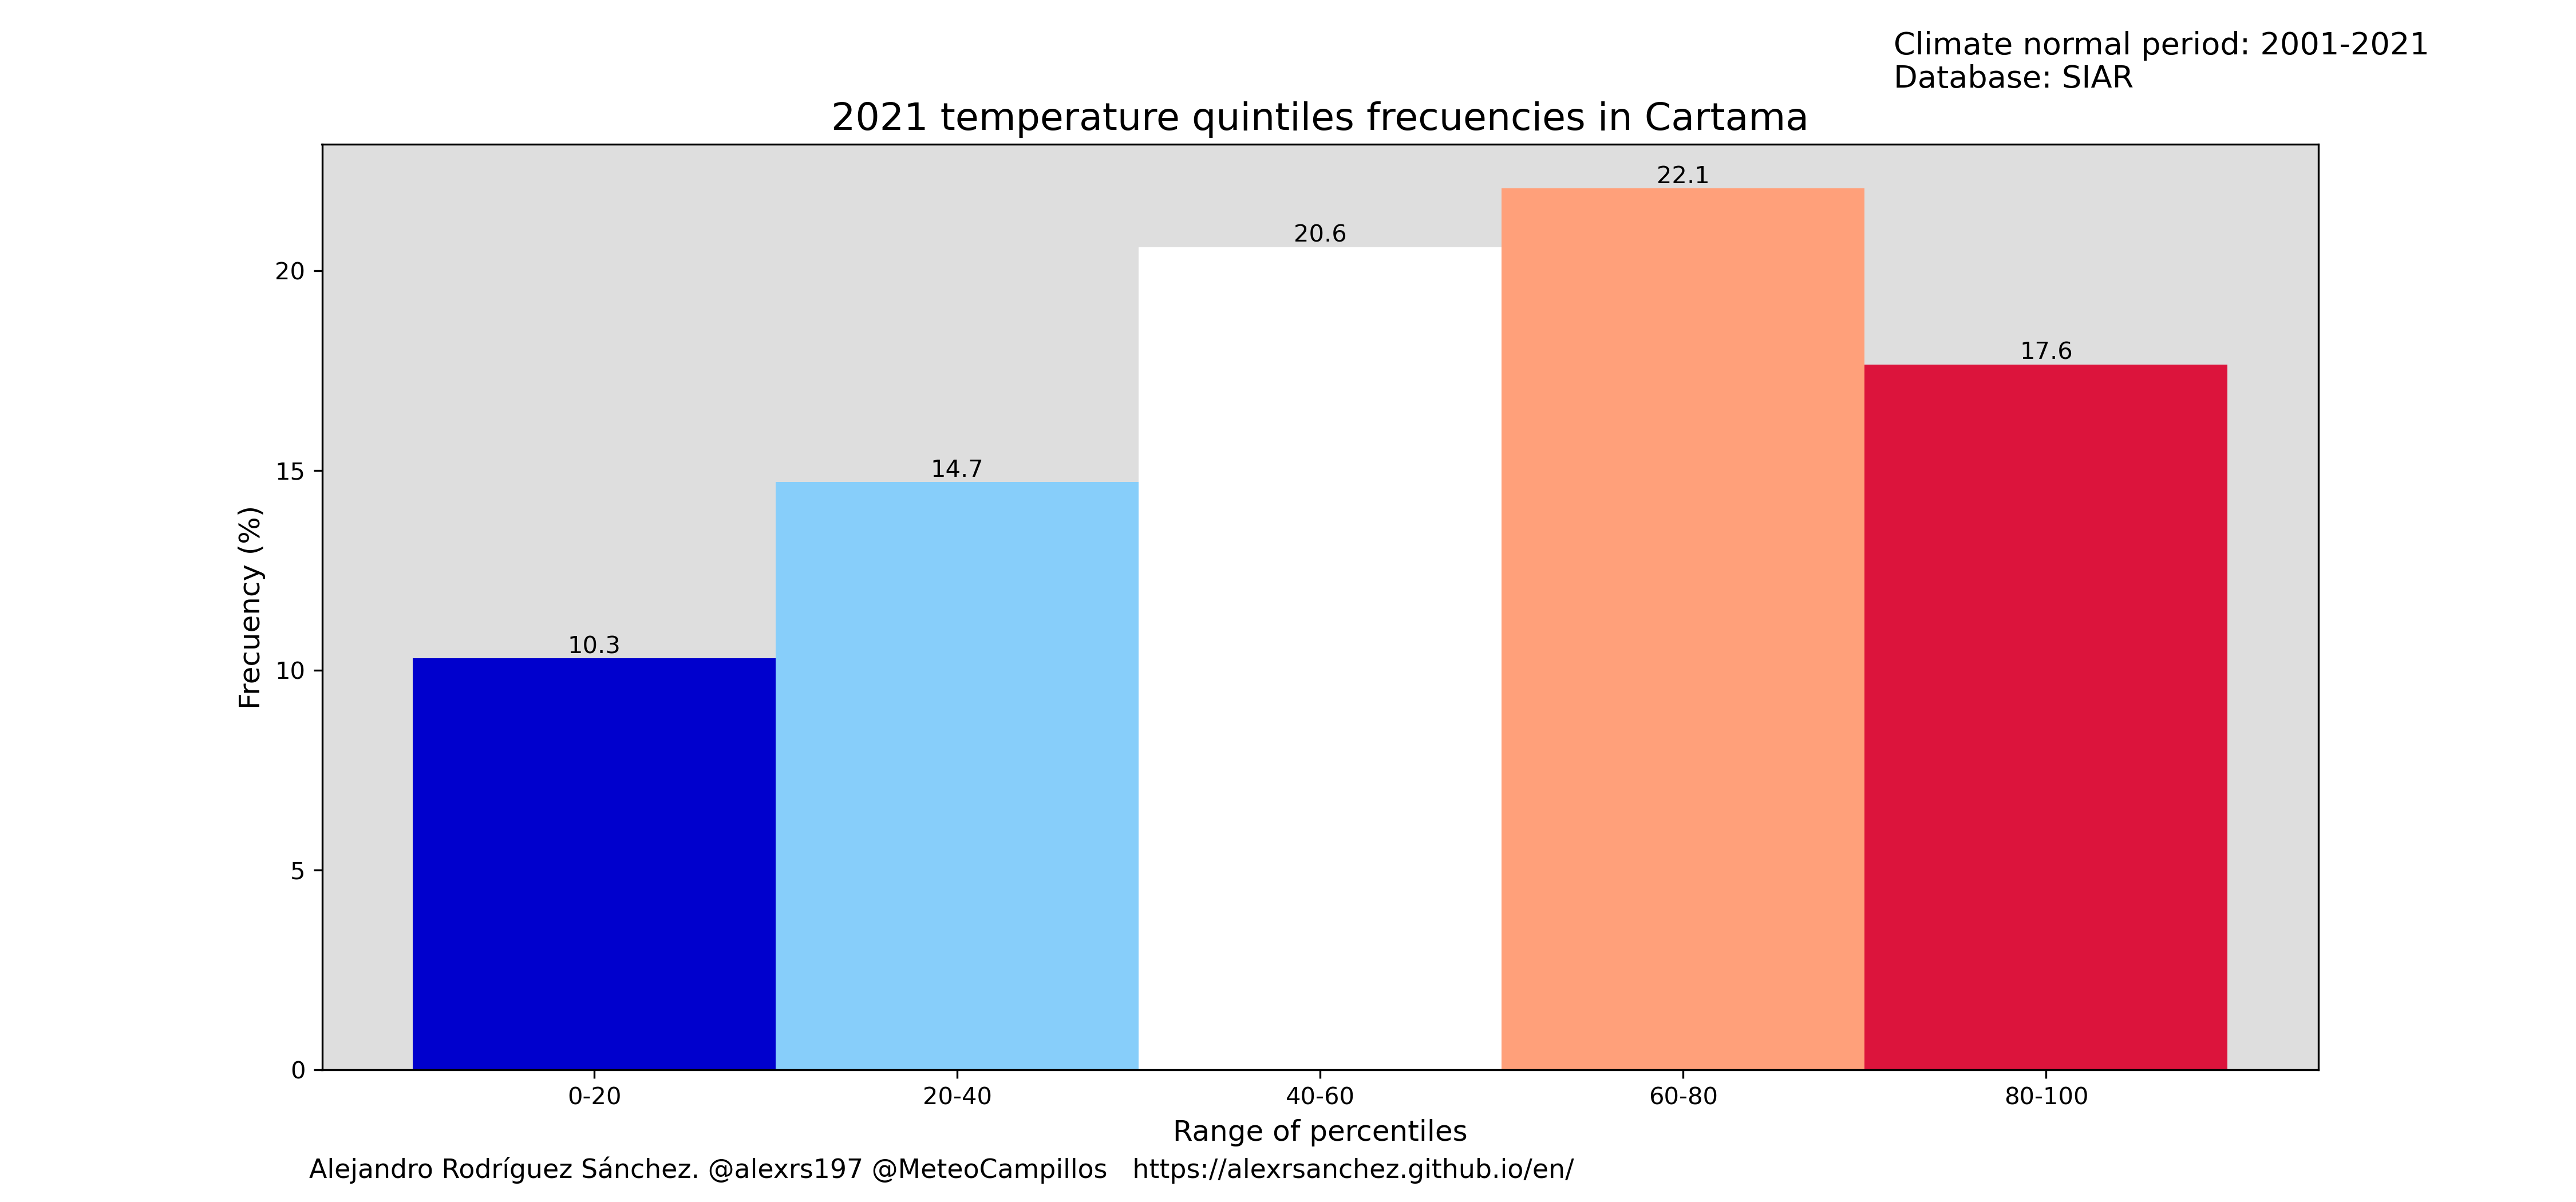 Climate normal period: 2001-2021
Database: SIAR
2021 temperature quintiles frecuencies in Cartama
22.1
20.6
20
17.6
15
14.7
10.3
10
5
0
Frecuency (%)
0-20 20-40 40-60 60-80 80-100
Range of percentiles
Alejandro Rodríguez Sánchez. @alexrs197 @MeteoCampillos https://alexrsanchez.github.io/en/